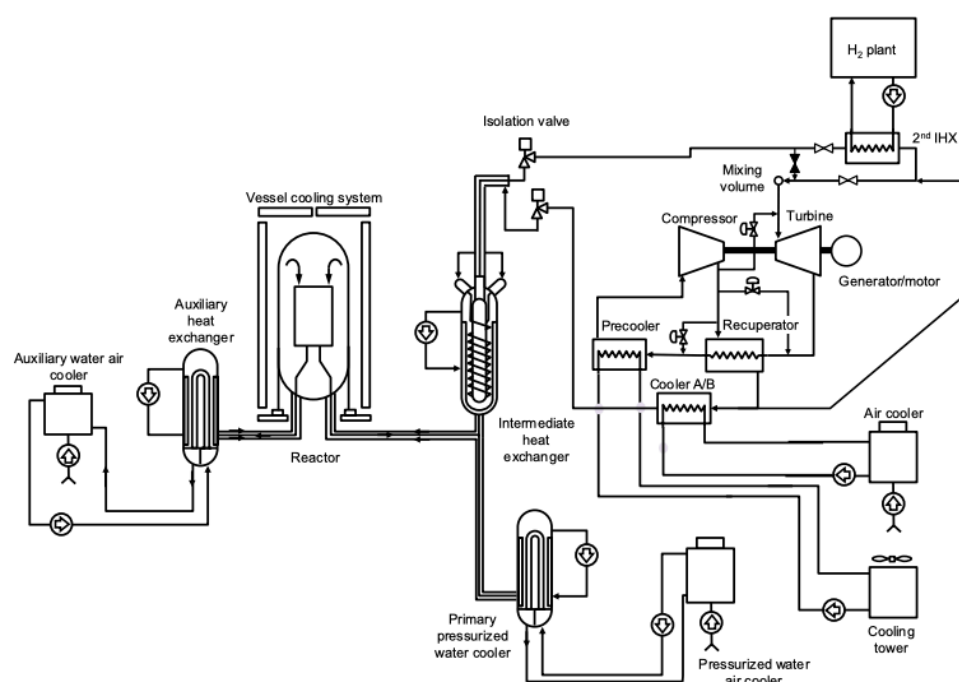 H2 plant
2nd IHX
Isolation valve
Mixing
volume
Vessel cooling system
Compressor
Turbine
Generator/motor
Auxiliary
heat
exchanger
Precooler
Recuperator
Auxiliary water air
cooler
Cooler A/B
Air cooler
Intermediate
heat
exchanger
Reactor
Primary
pressurized
water cooler
Cooling
tower
Pressurized water
air cooler